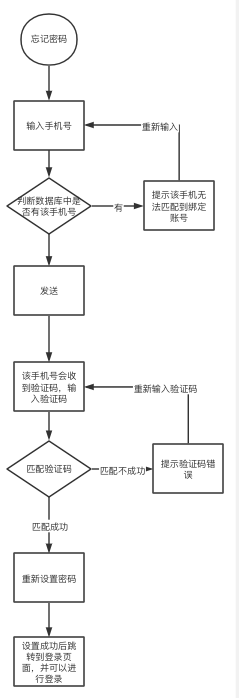 忘记密码
输入手机号
重新输入
判断数据库中是
否有该手机号
有
提示该手机无
法匹配到绑定
账号
发送
该手机号会收
到验证码，输
入验证码
重新输入验证码
匹配验证码
匹配不成功
提示验证码错
误
匹配成功
重新设置密码
设置成功后跳
转到登录页
面，并可以进
行登录